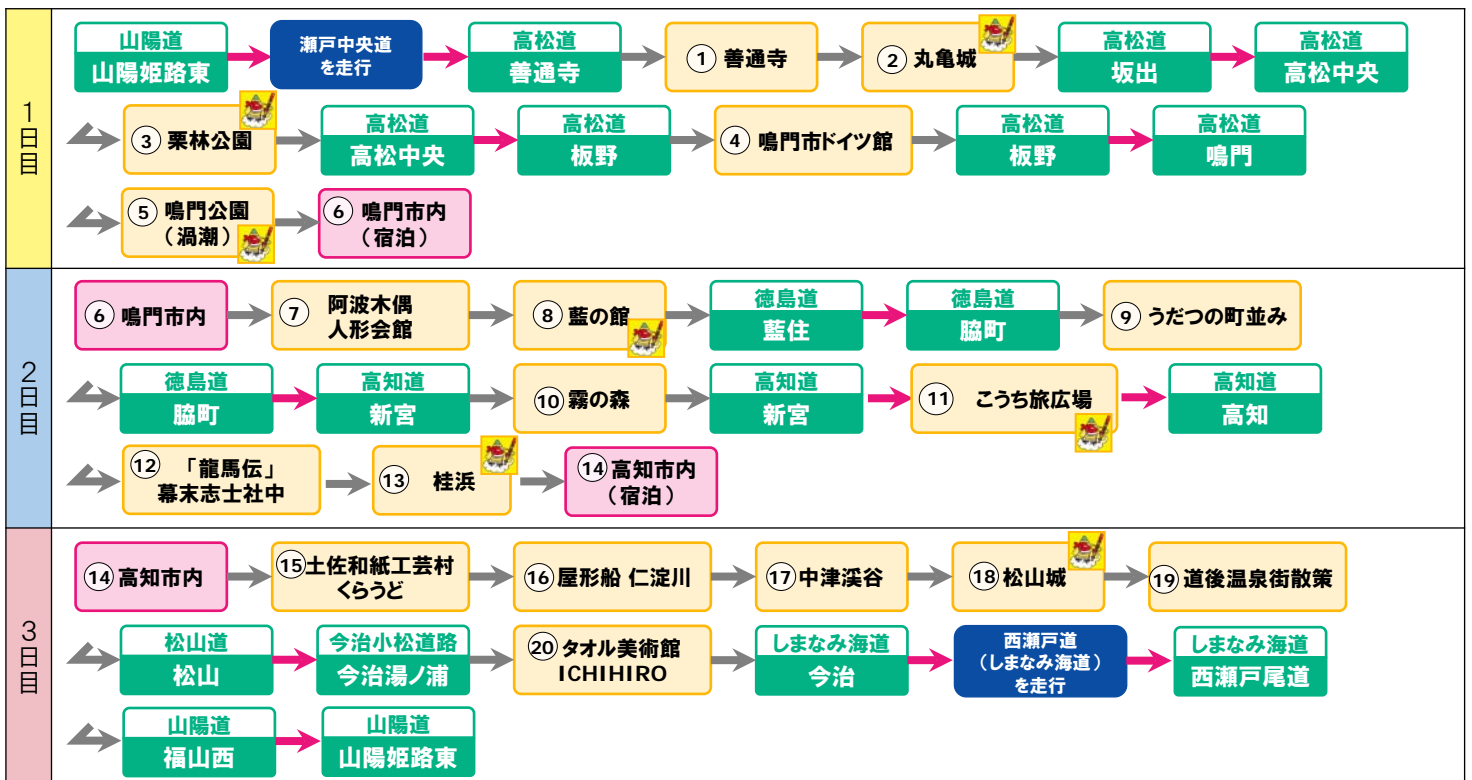 1日目
山陽道
山陽姫路東
瀬戸中央道
を走行
高松道
善通寺
① 善通寺
② 丸亀城
高松道
坂出
高松道
高松中央
③ 栗林公園
高松道
高松中央
高松道
板野
④ 鳴門市ドイツ館
高松道
板野
高松道
鳴門
⑤ 鳴門公園
（渦潮）
⑥ 鳴門市内
（宿泊）
2日目
⑥ 鳴門市内
⑦ 阿波木偶
人形会館
⑧ 藍の館
徳島道
藍住
徳島道
脇町
⑨ うだつの町並み
徳島道
脇町
高知道
新宮
⑩ 霧の森
高知道
新宮
⑪ こうち旅広場
高知道
高知
⑫ 「龍馬伝」
幕末志士社中
⑬ 桂浜
⑭ 高知市内
（宿泊）
3日目
⑭ 高知市内
⑮ 土佐和紙工芸村
くらうど
⑯ 屋形船 仁淀川
⑰ 中津渓谷
⑱ 松山城
⑲ 道後温泉街散策
松山道
松山
今治小松道路
今治湯ノ浦
⑳ タオル美術館
ICHIHIRO
しまなみ海道
今治
西瀬戸道
（しまなみ海道）
を走行
しまなみ海道
西瀬戸尾道
山陽道
福山西
山陽道
山陽姫路東